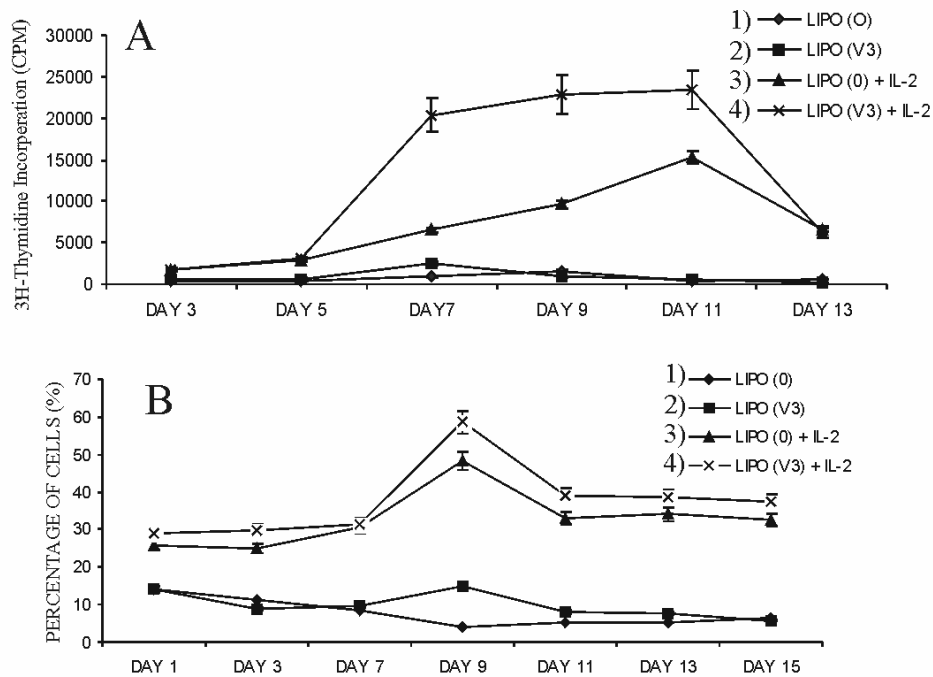 A
3H-Thymidine Incorperation (CPM)
30000
25000
20000
15000
10000
5000
0
DAY 3 DAY 5 DAY7 DAY 9 DAY 11 DAY 13
1) LIPO (O)
2) LIPO (V3)
3) LIPO (0) + IL-2
4) LIPO (V3) + IL-2
B
PERCENTAGE OF CELLS (%)
70
60
50
40
30
20
10
0
DAY 1 DAY 3 DAY 7 DAY 9 DAY 11 DAY 13 DAY 15
1) LIPO (0)
2) LIPO (V3)
3) LIPO (0) + IL-2
4) LIPO (V3) + IL-2